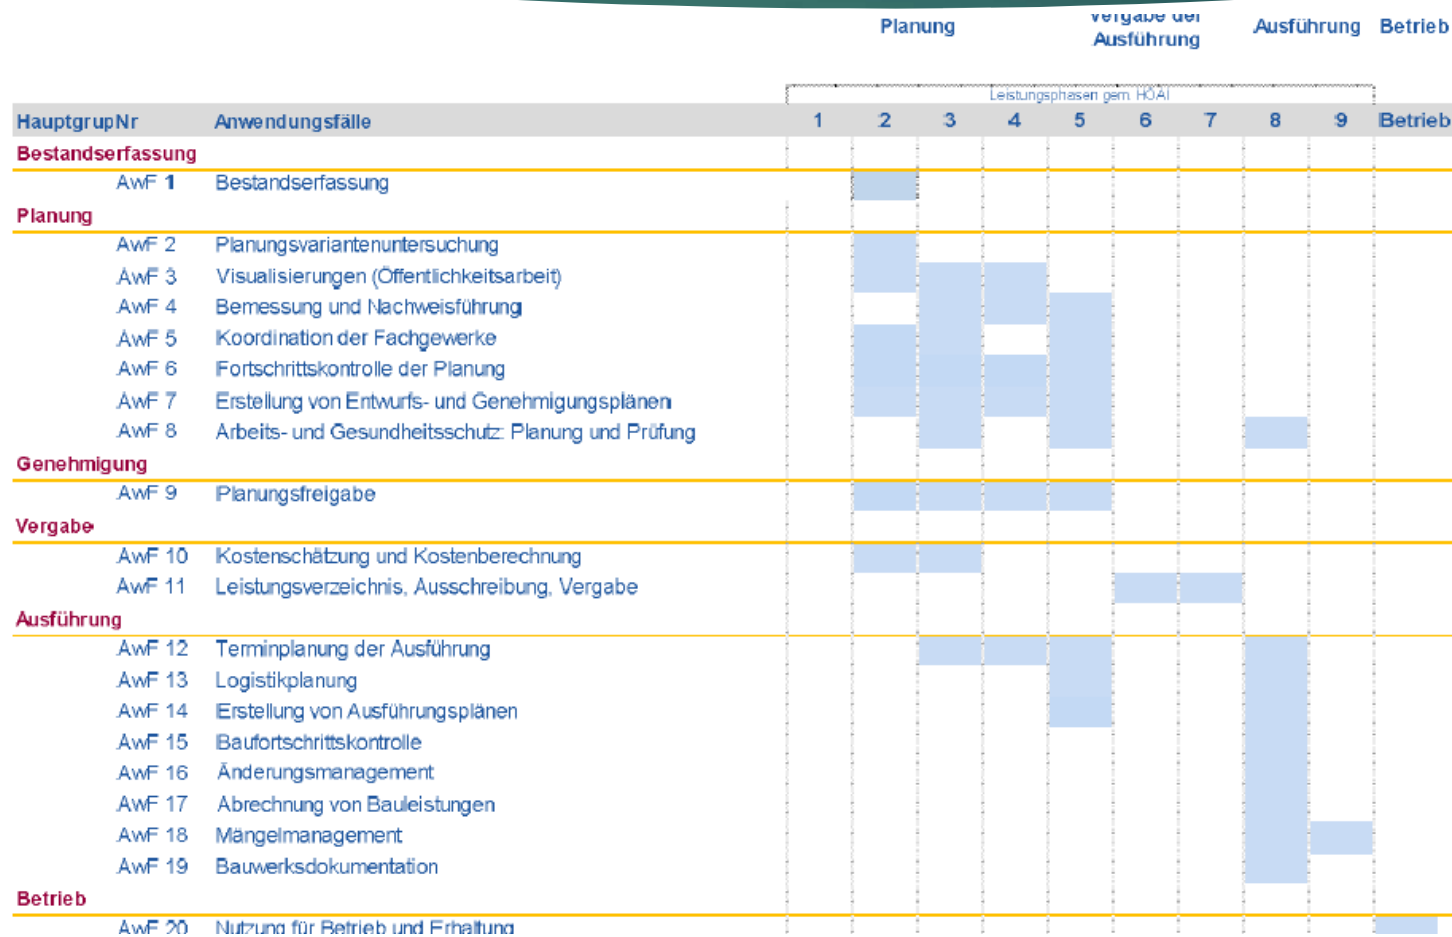 Planung Vergabe der Ausführung Betrieb
Ausführung
Leistungsphasen gem. HOAI
HauptgrupNr Anwendungsfälle 1 2 3 4 5 6 7 8 9 Betrieb
Bestandserfassung
AwF 1 Bestandserfassung
Planung
AwF 2 Planungsvariantenuntersuchung
AwF 3 Visualisierungen (Öffentlichkeitsarbeit)
AwF 4 Bemessung und Nachweisführung
AwF 5 Koordination der Fachgewerke
AwF 6 Fortschrittskontrolle der Planung
AwF 7 Erstellung von Entwurfs- und Genehmigungsplänen
AwF 8 Arbeits- und Gesundheitsschutz: Planung und Prüfung
Genehmigung
AwF 9 Planungsfreigabe
Vergabe
AwF 10 Kostenschätzung und Kostenberechnung
AwF 11 Leistungsverzeichnis, Ausschreibung, Vergabe
Ausführung
AwF 12 Terminplanung der Ausführung
AwF 13 Logistikplanung
AwF 14 Erstellung von Ausführungsplänen
AwF 15 Baufortschrittskontrolle
AwF 16 Änderungsmanagement
AwF 17 Abrechnung von Bauleistungen
AwF 18 Mängelmanagement
AwF 19 Bauwerksdokumentation
Betrieb
AwF 20 Nutzung für Betrieb und Erhaltung